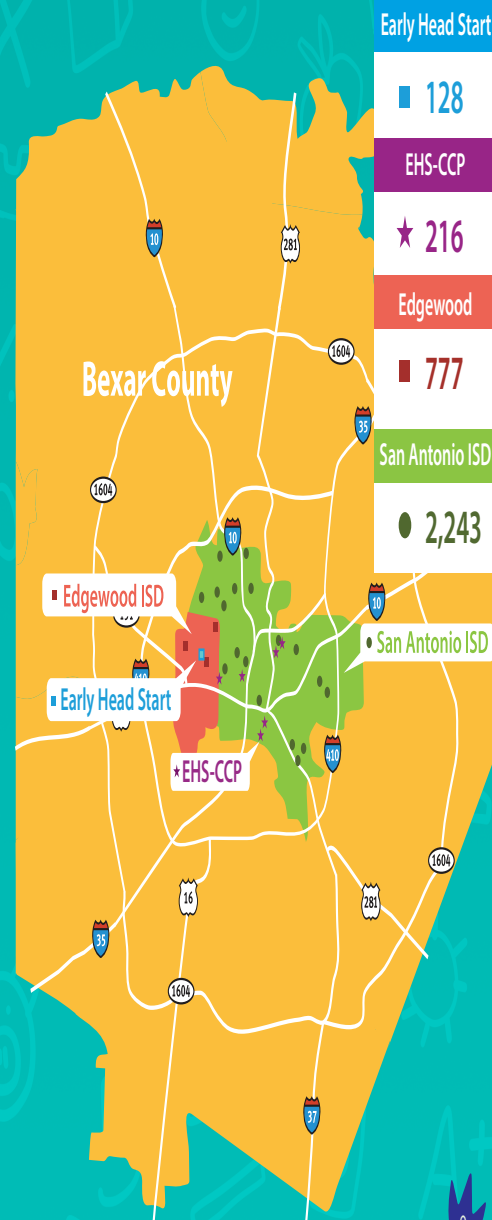 Early Head Start
128
EHS-CCP
216
Edgewood
777
San Antonio ISD
2,243
10
281
1604
Bexar County
35
1604
10
Edgewood ISD
10
San Antonio ISD
Early Head Start
EHS-CCP
410
1604
16
281
35
1604
37